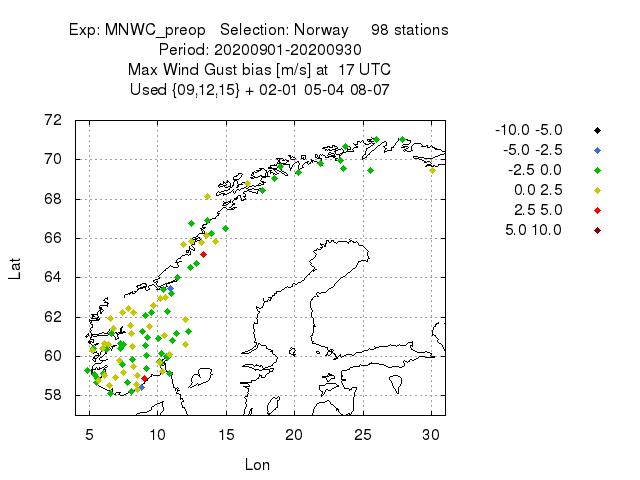 Exp: MNWC_preop   Selection: Norway     98 stations
Period: 20200901-20200930
Max Wind Gust bias [m/s] at  17 UTC
Used {09,12,15} + 02-01 05-04 08-07
72
70
68
66
64
62
60
58
Lat
5 10 15 20 25 30
Lon
-10.0 -5.0
-5.0 -2.5
-2.5 0.0
0.0 2.5
2.5 5.0
5.0 10.0